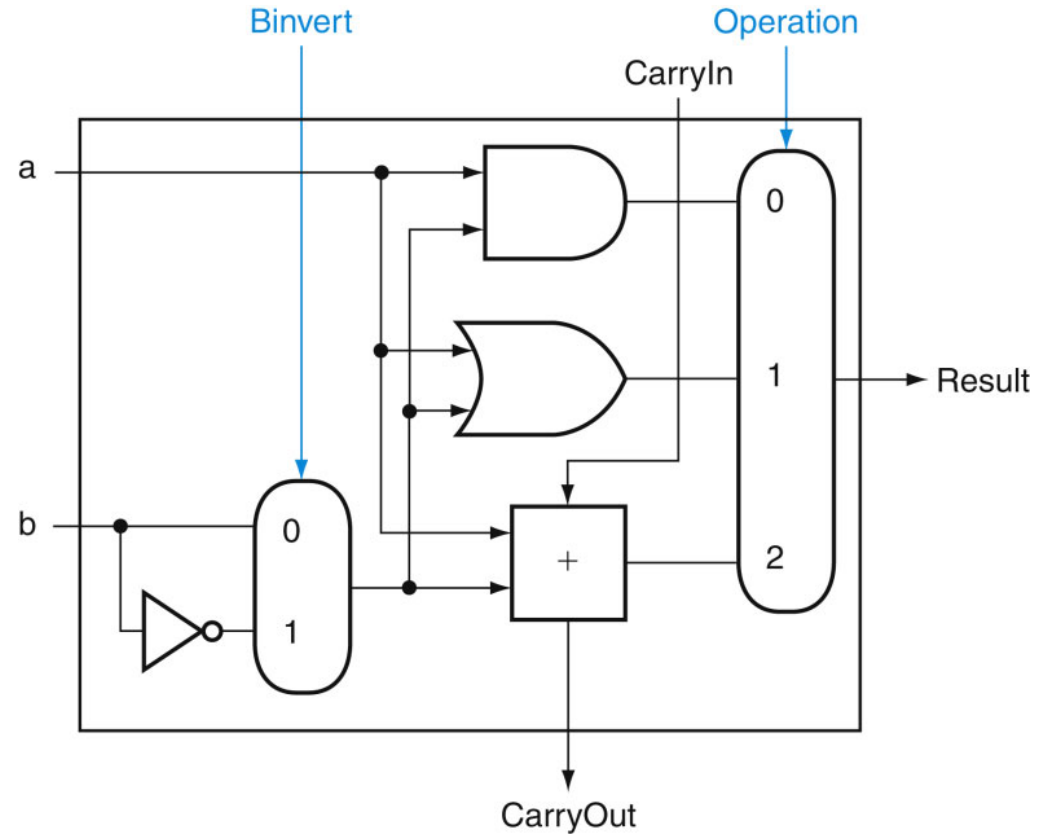 Binvert
Operation
CarryIn
a
0
1
Result
b
0
+
2
1
CarryOut